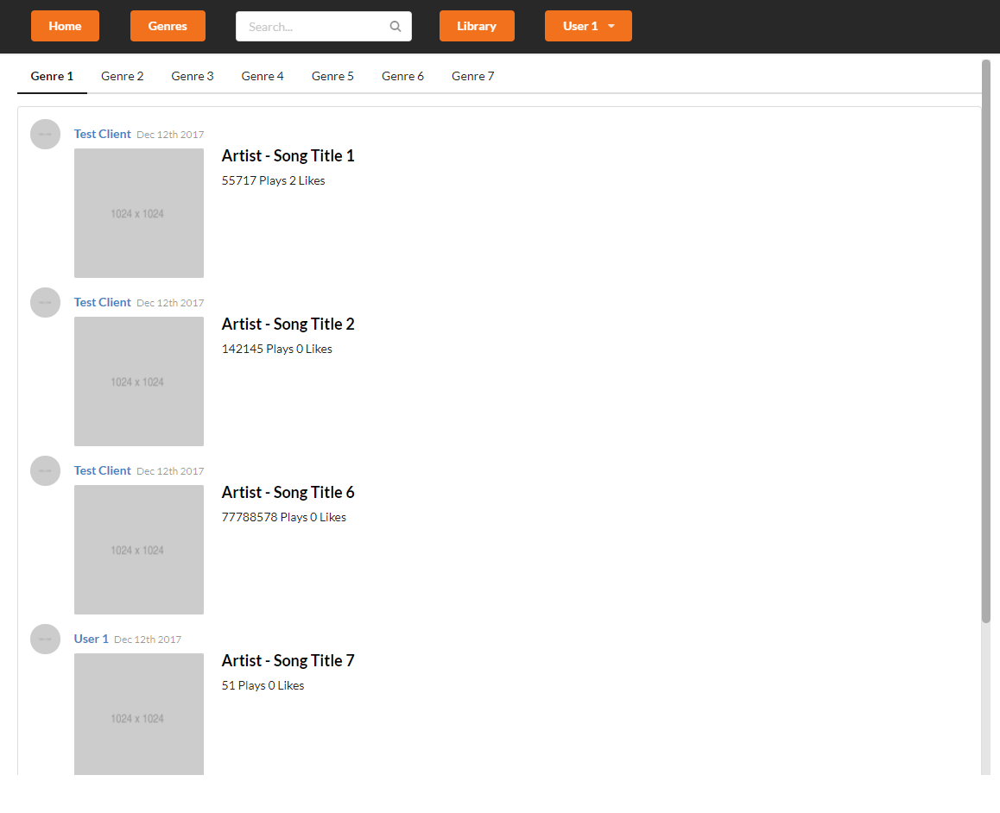 Home Genres Search... Library User 1
Genre 1 Genre 2 Genre 3 Genre 4 Genre 5 Genre 6 Genre 7
Test Client Dec 12th 2017
Artist - Song Title 1
55717 Plays 2 Likes
1024 x 1024
Test Client Dec 12th 2017
Artist - Song Title 2
142145 Plays 0 Likes
1024 x 1024
Test Client Dec 12th 2017
Artist - Song Title 6
77788578 Plays 0 Likes
1024 x 1024
User 1 Dec 12th 2017
Artist - Song Title 7
51 Plays 0 Likes
1024 x 1024